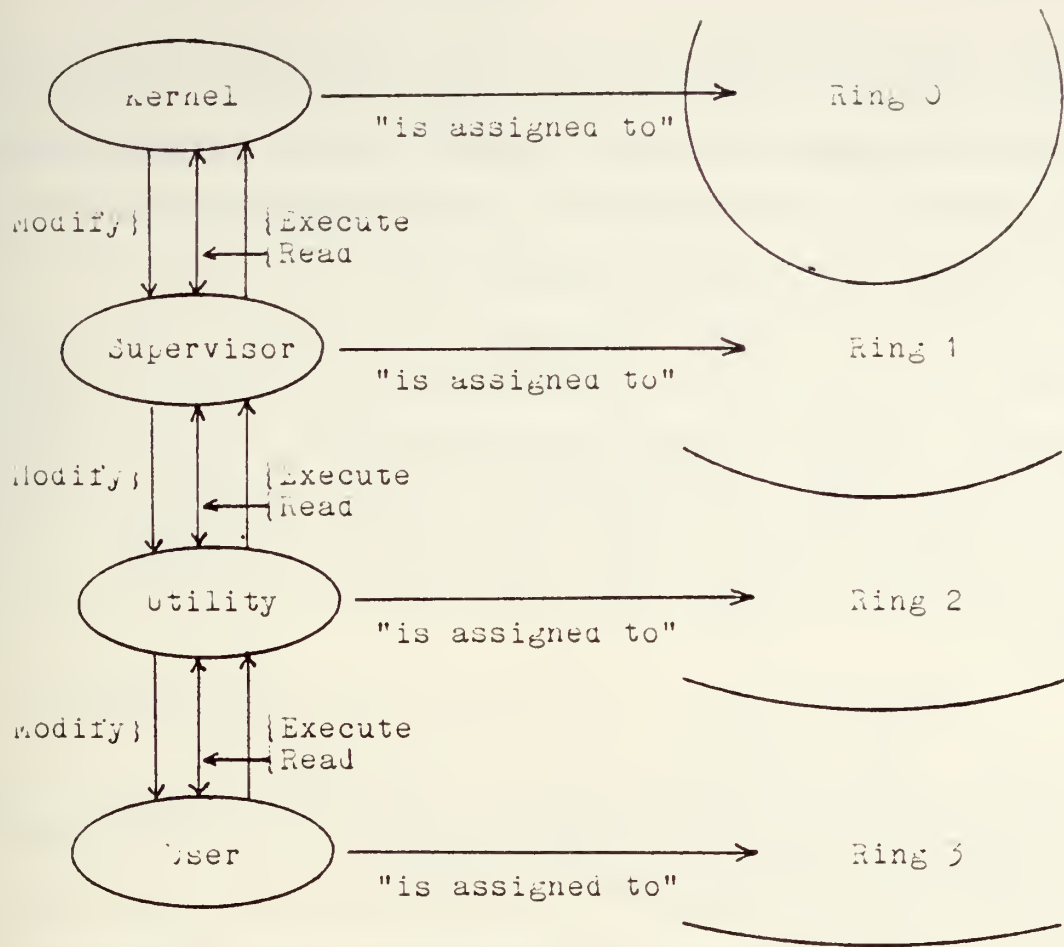 Kernel
"is assigned to"
Ring 0
Modify}
{Execute
{Read
Supervisor
"is assigned to"
Ring 1
Modify}
{Execute
{Read
Utility
"is assigned to"
Ring 2
Modify}
{Execute
{Read
User
"is assigned to"
Ring 3